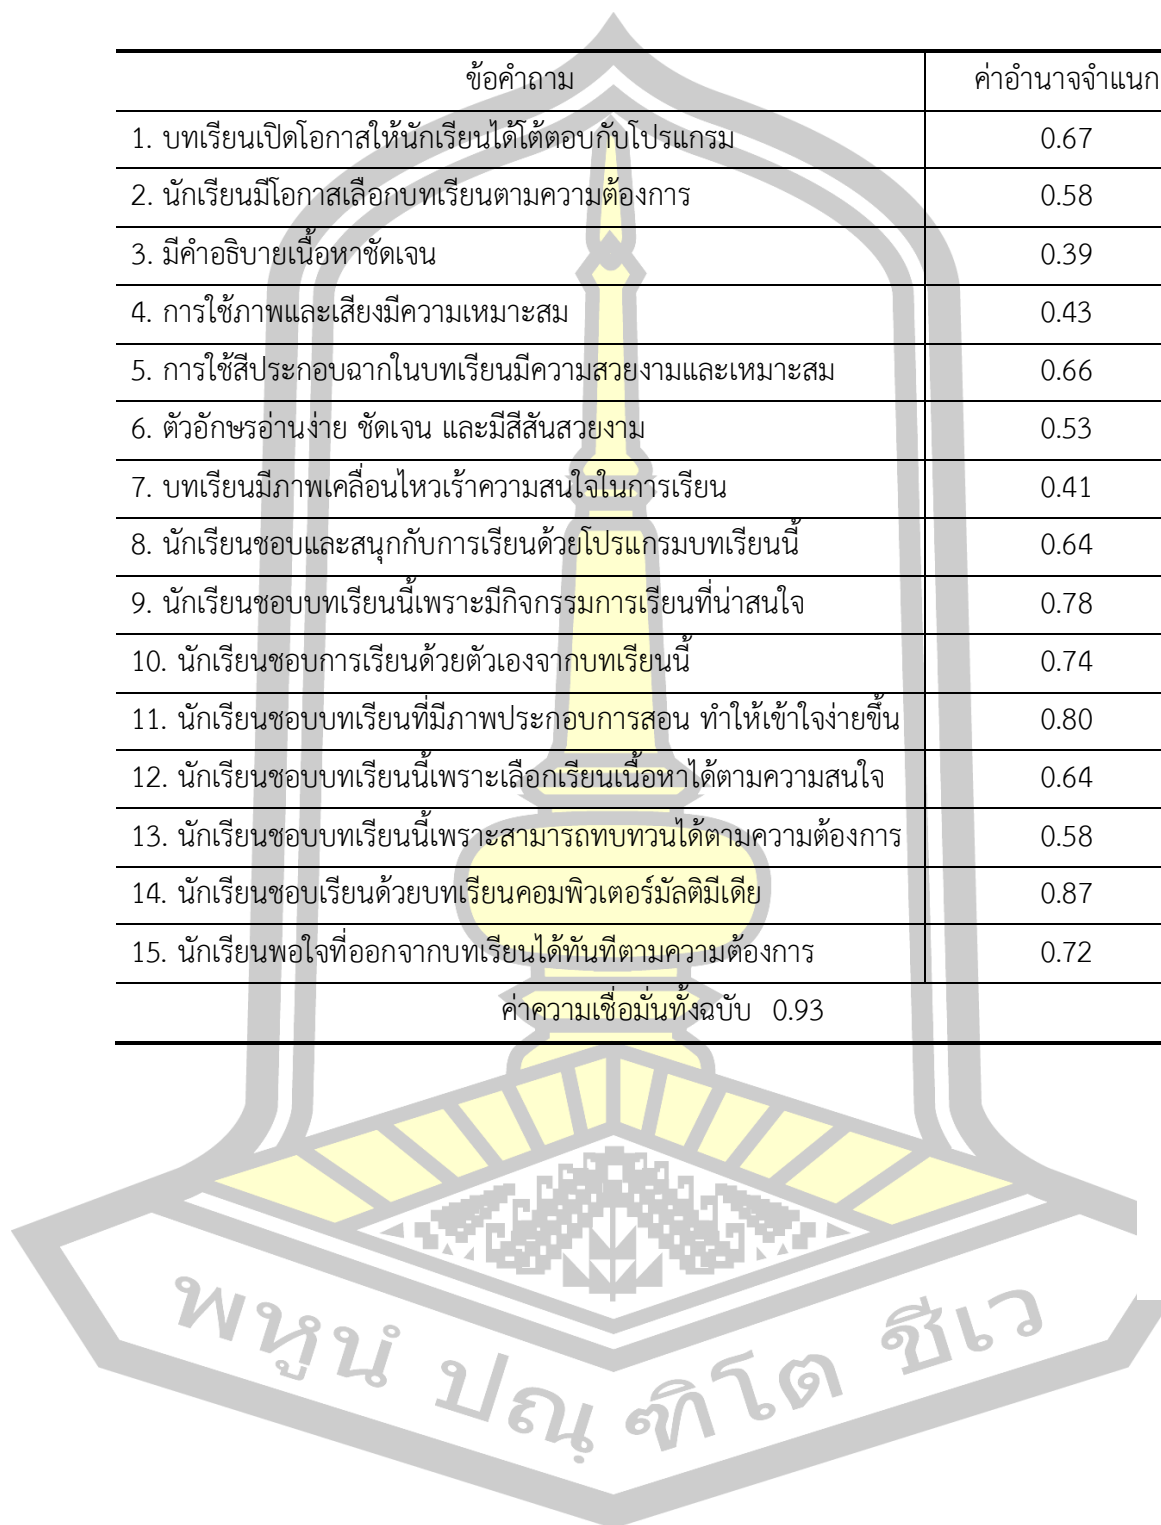 ข้อคำถาม ค่าอำนาจจำแนก
1. บทเรียนเปิดโอกาสให้นักเรียนได้โต้ตอบกับโปรแกรม 0.67
2. นักเรียนมีโอกาสเลือกบทเรียนตามความต้องการ 0.58
3. มีคำอธิบายเนื้อหาชัดเจน 0.39
4. การใช้ภาพและเสียงมีความเหมาะสม 0.43
5. การใช้สีประกอบฉากในบทเรียนมีความสวยงามและเหมาะสม 0.66
6. ตัวอักษรอ่านง่าย ชัดเจน และมีสีสันสวยงาม 0.53
7. บทเรียนมีภาพเคลื่อนไหวเร้าความสนใจในการเรียน 0.41
8. นักเรียนชอบและสนุกกับการเรียนด้วยโปรแกรมบทเรียนนี้ 0.64
9. นักเรียนชอบบทเรียนนี้เพราะมีกิจกรรมการเรียนที่น่าสนใจ 0.78
10. นักเรียนชอบการเรียนด้วยตัวเองจากบทเรียนนี้ 0.74
11. นักเรียนชอบบทเรียนที่มีภาพประกอบการสอน ทำให้เข้าใจง่ายขึ้น 0.80
12. นักเรียนชอบบทเรียนนี้เพราะเลือกเรียนเนื้อหาได้ตามความสนใจ 0.64
13. นักเรียนชอบบทเรียนนี้เพราะสามารถทบทวนได้ตามความต้องการ 0.58
14. นักเรียนชอบเรียนด้วยบทเรียนคอมพิวเตอร์มัลติมีเดีย 0.87
15. นักเรียนพอใจที่ออกจากบทเรียนได้ทันทีตามความต้องการ 0.72
ค่าความเชื่อมั่นทั้งฉบับ 0.93
พหูนํ ปณฺ ฑิโต ชีเว